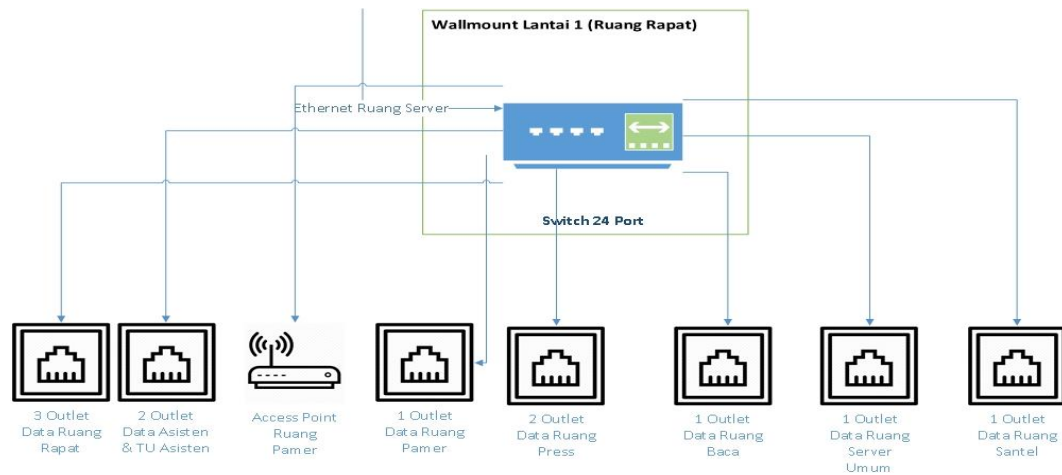 Wallmount Lantai 1 (Ruang Rapat)
Ethernet Ruang Server
Switch 24 Port
3 Outlet
Data Ruang
Rapat
2 Outlet
Data Asisten
& TU Asisten
Access Point
Ruang
Pamer
1 Outlet
Data Ruang
Pamer
2 Outlet
Data Ruang
Press
1 Outlet
Data Ruang
Baca
1 Outlet
Data Ruang
Server
Umum
1 Outlet
Data Ruang
Santel